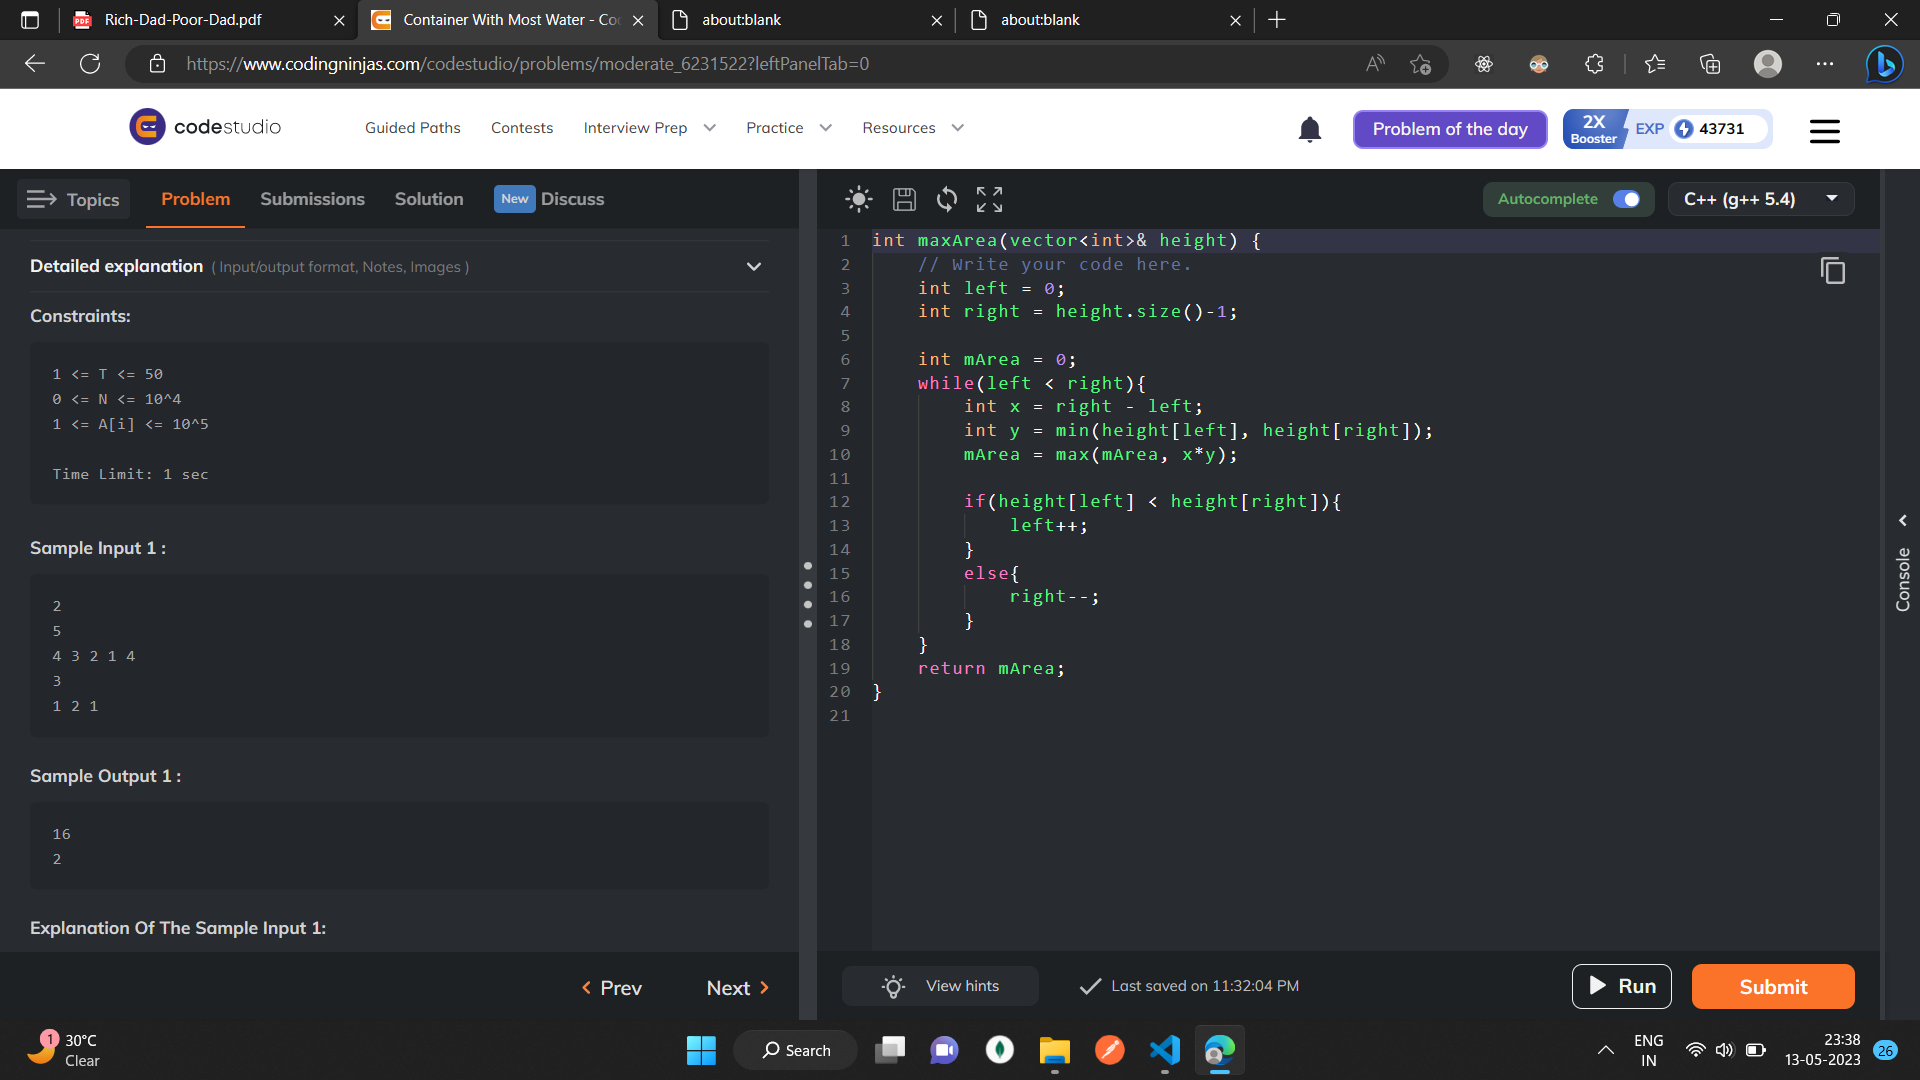 Rich-Dad-Poor-Dad.pdf
Container With Most Water - Co
about:blank
about:blank
https://www.codingninjas.com/codestudio/problems/moderate_6231522?leftPanelTab=0
codestudio
Guided Paths
Contests
Interview Prep
Practice
Resources
Problem of the day
2X Booster
EXP 43731
Topics
Problem
Submissions
Solution
New Discuss
Detailed explanation ( Input/output format, Notes, Images )
Constraints:
1 <= T <= 50
0 <= N <= 10^4
1 <= A[i] <= 10^5
Time Limit: 1 sec
Sample Input 1 :
2
5
4 3 2 1 4
3
1 2 1
Sample Output 1 :
16
2
Explanation Of The Sample Input 1:
Prev
Next
Autocomplete
C++ (g++ 5.4)
1 int maxArea(vector<int>& height) {
2 // Write your code here.
3 int left = 0;
4 int right = height.size()-1;
5
6 int mArea = 0;
7 while(left < right){
8 int x = right - left;
9 int y = min(height[left], height[right]);
10 mArea = max(mArea, x*y);
11
12 if(height[left] < height[right]){
13 left++;
14 }
15 else{
16 right--;
17 }
18 }
19 return mArea;
20 }
21
Console
View hints
Last saved on 11:32:04 PM
Run
Submit
1
30°C
Clear
Search
ENG
IN
23:38
13-05-2023
26